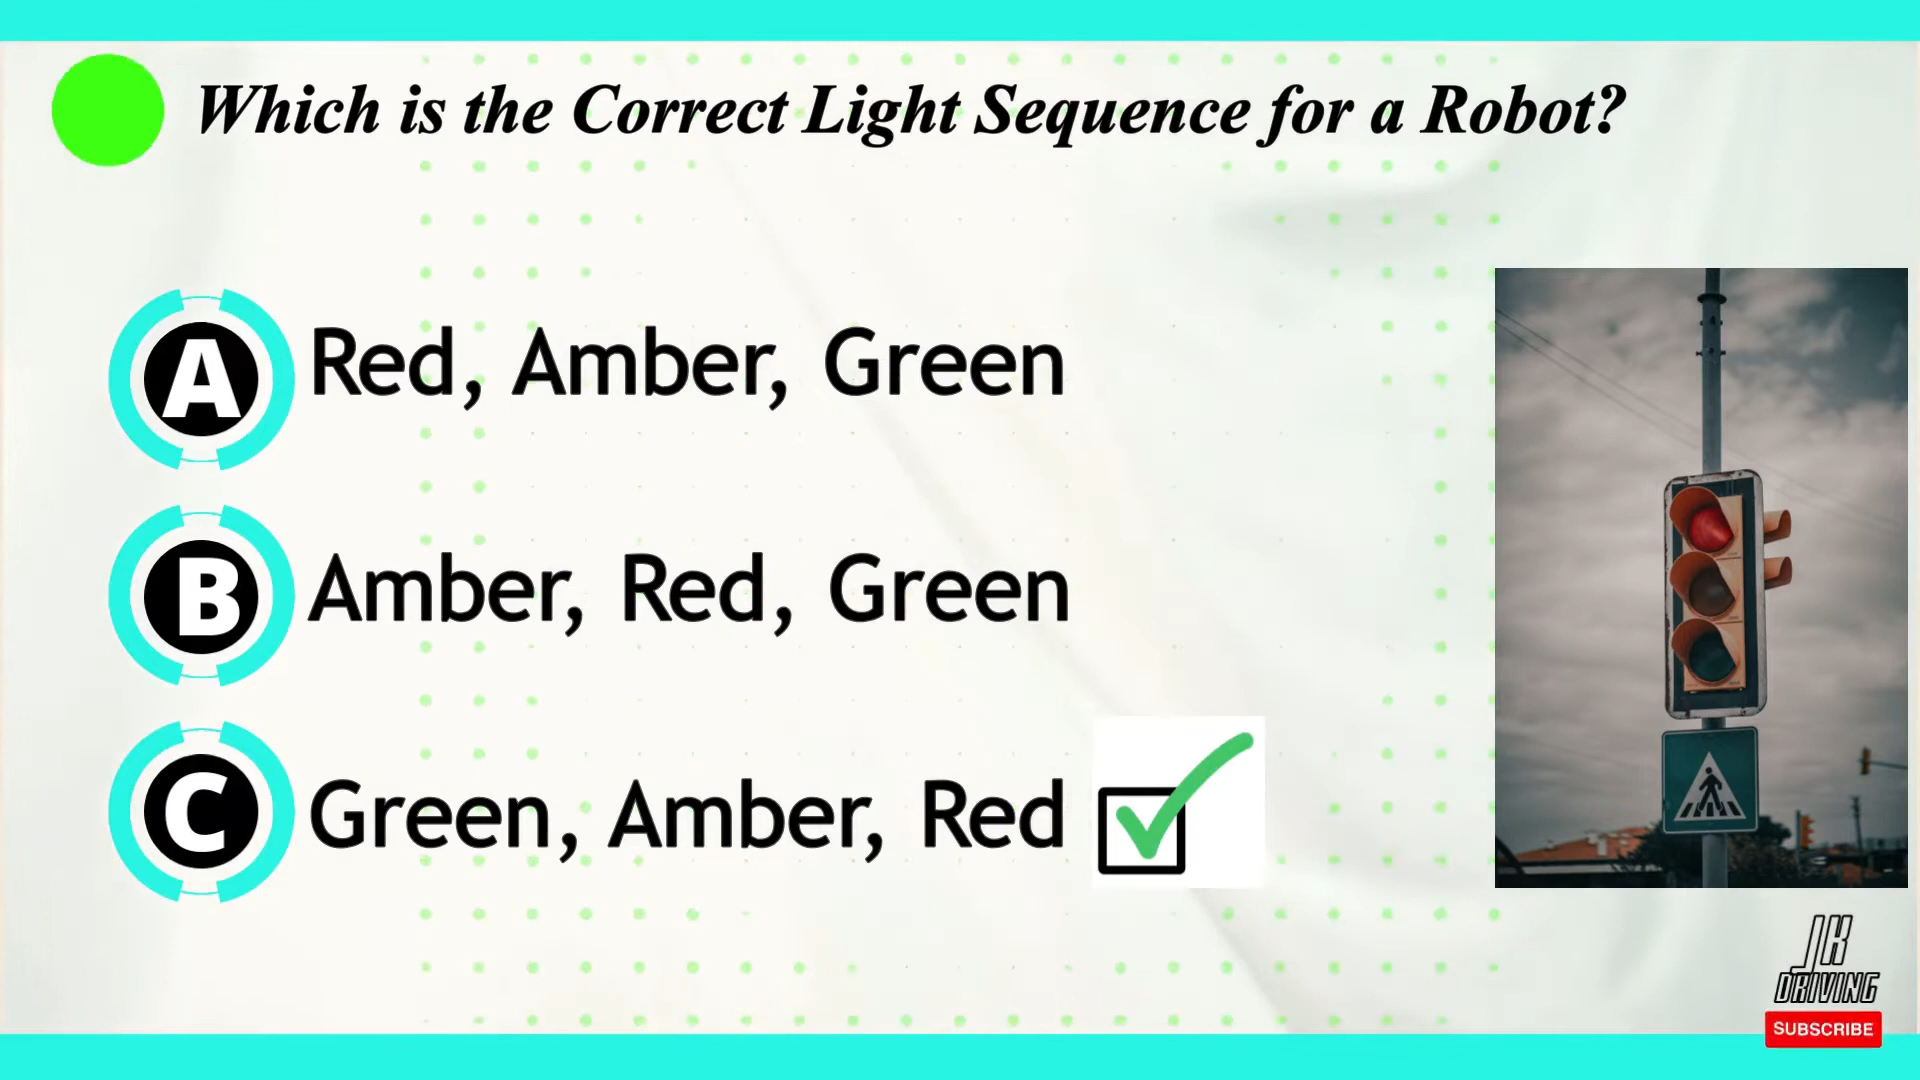 Which is the Correct Light Sequence for a Robot?
A Red, Amber, Green
B Amber, Red, Green
C Green, Amber, Red
JK
DRIVING
SUBSCRIBE